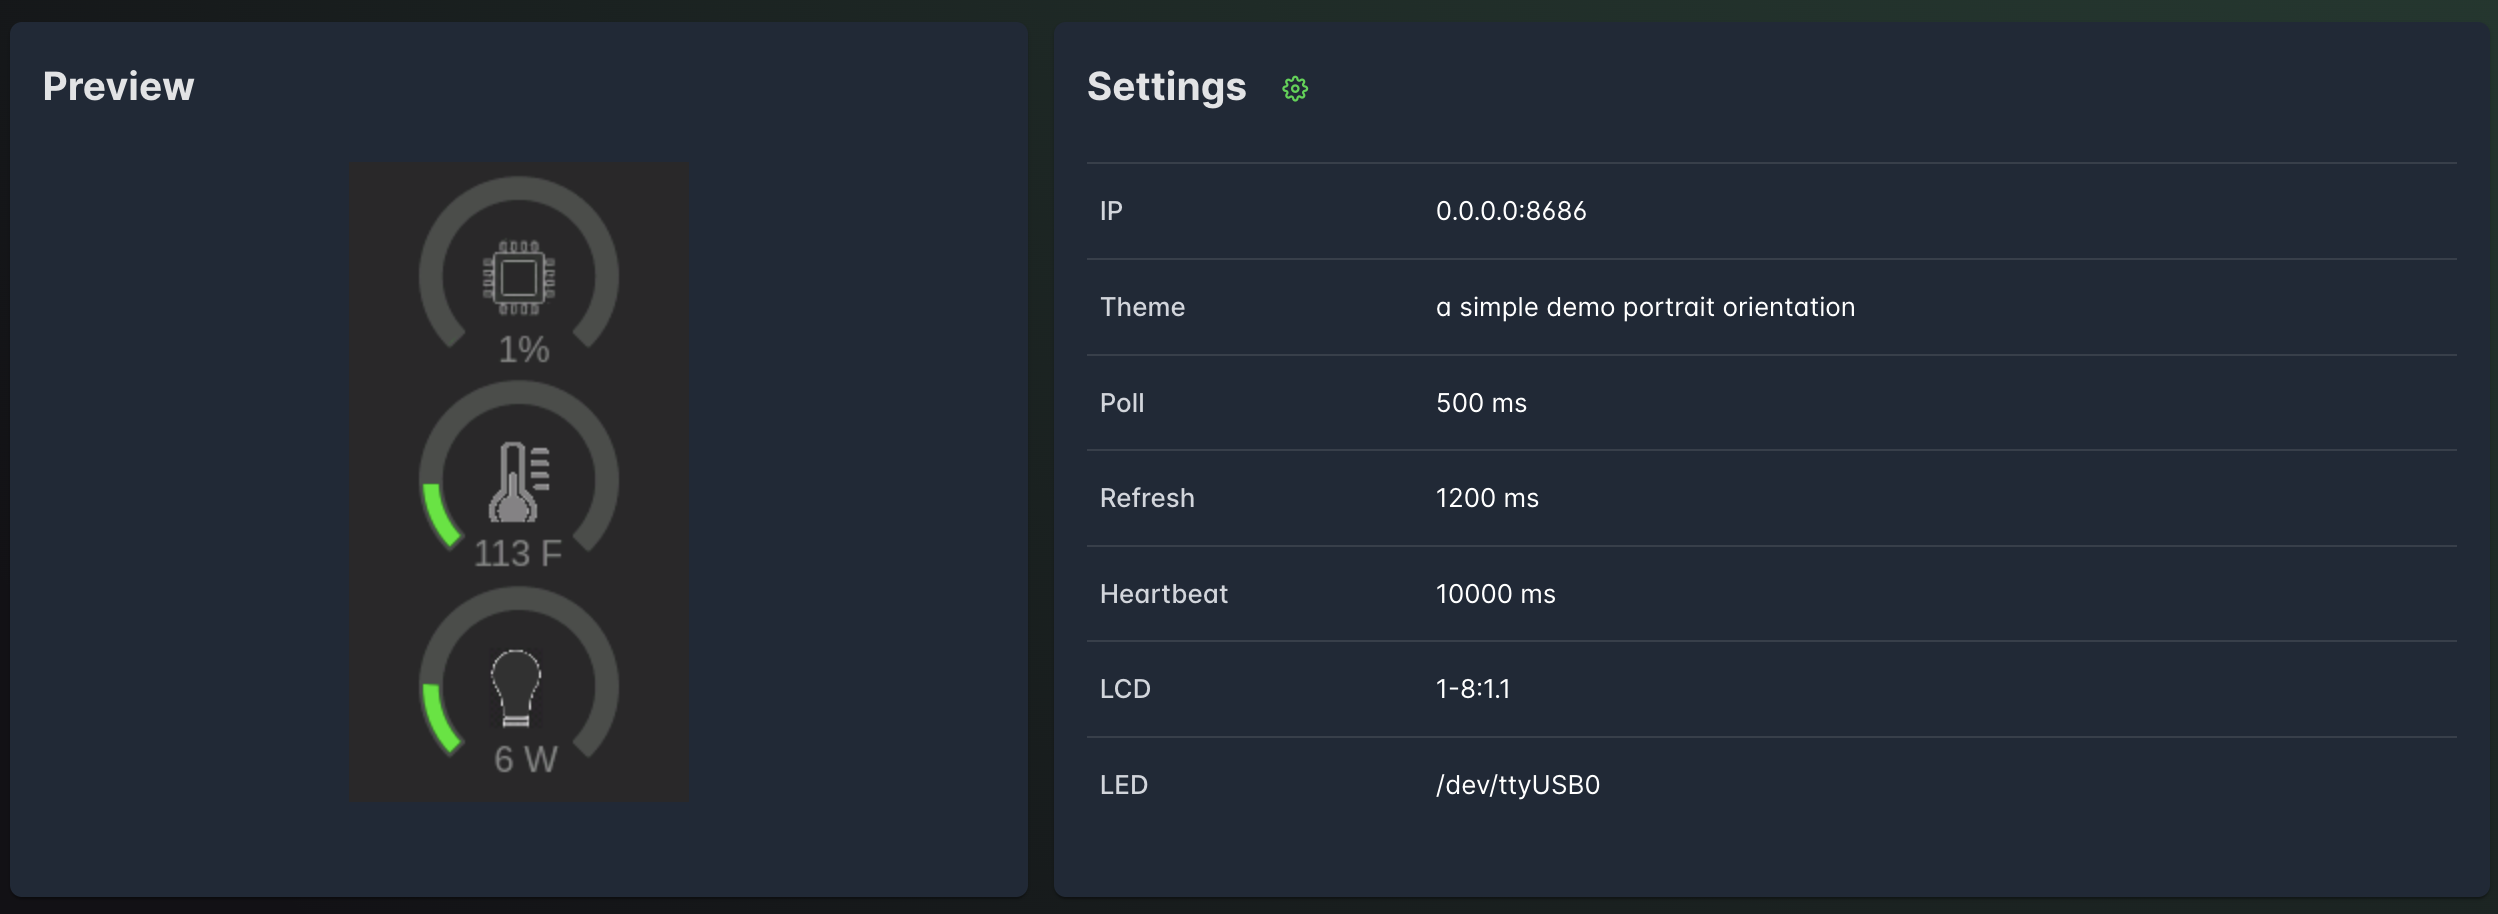 Preview
1%
113 F
6 W
Settings
IP 0.0.0.0:8686
Theme a simple demo portrait orientation
Poll 500 ms
Refresh 1200 ms
Heartbeat 10000 ms
LCD 1-8:1.1
LED /dev/ttyUSB0